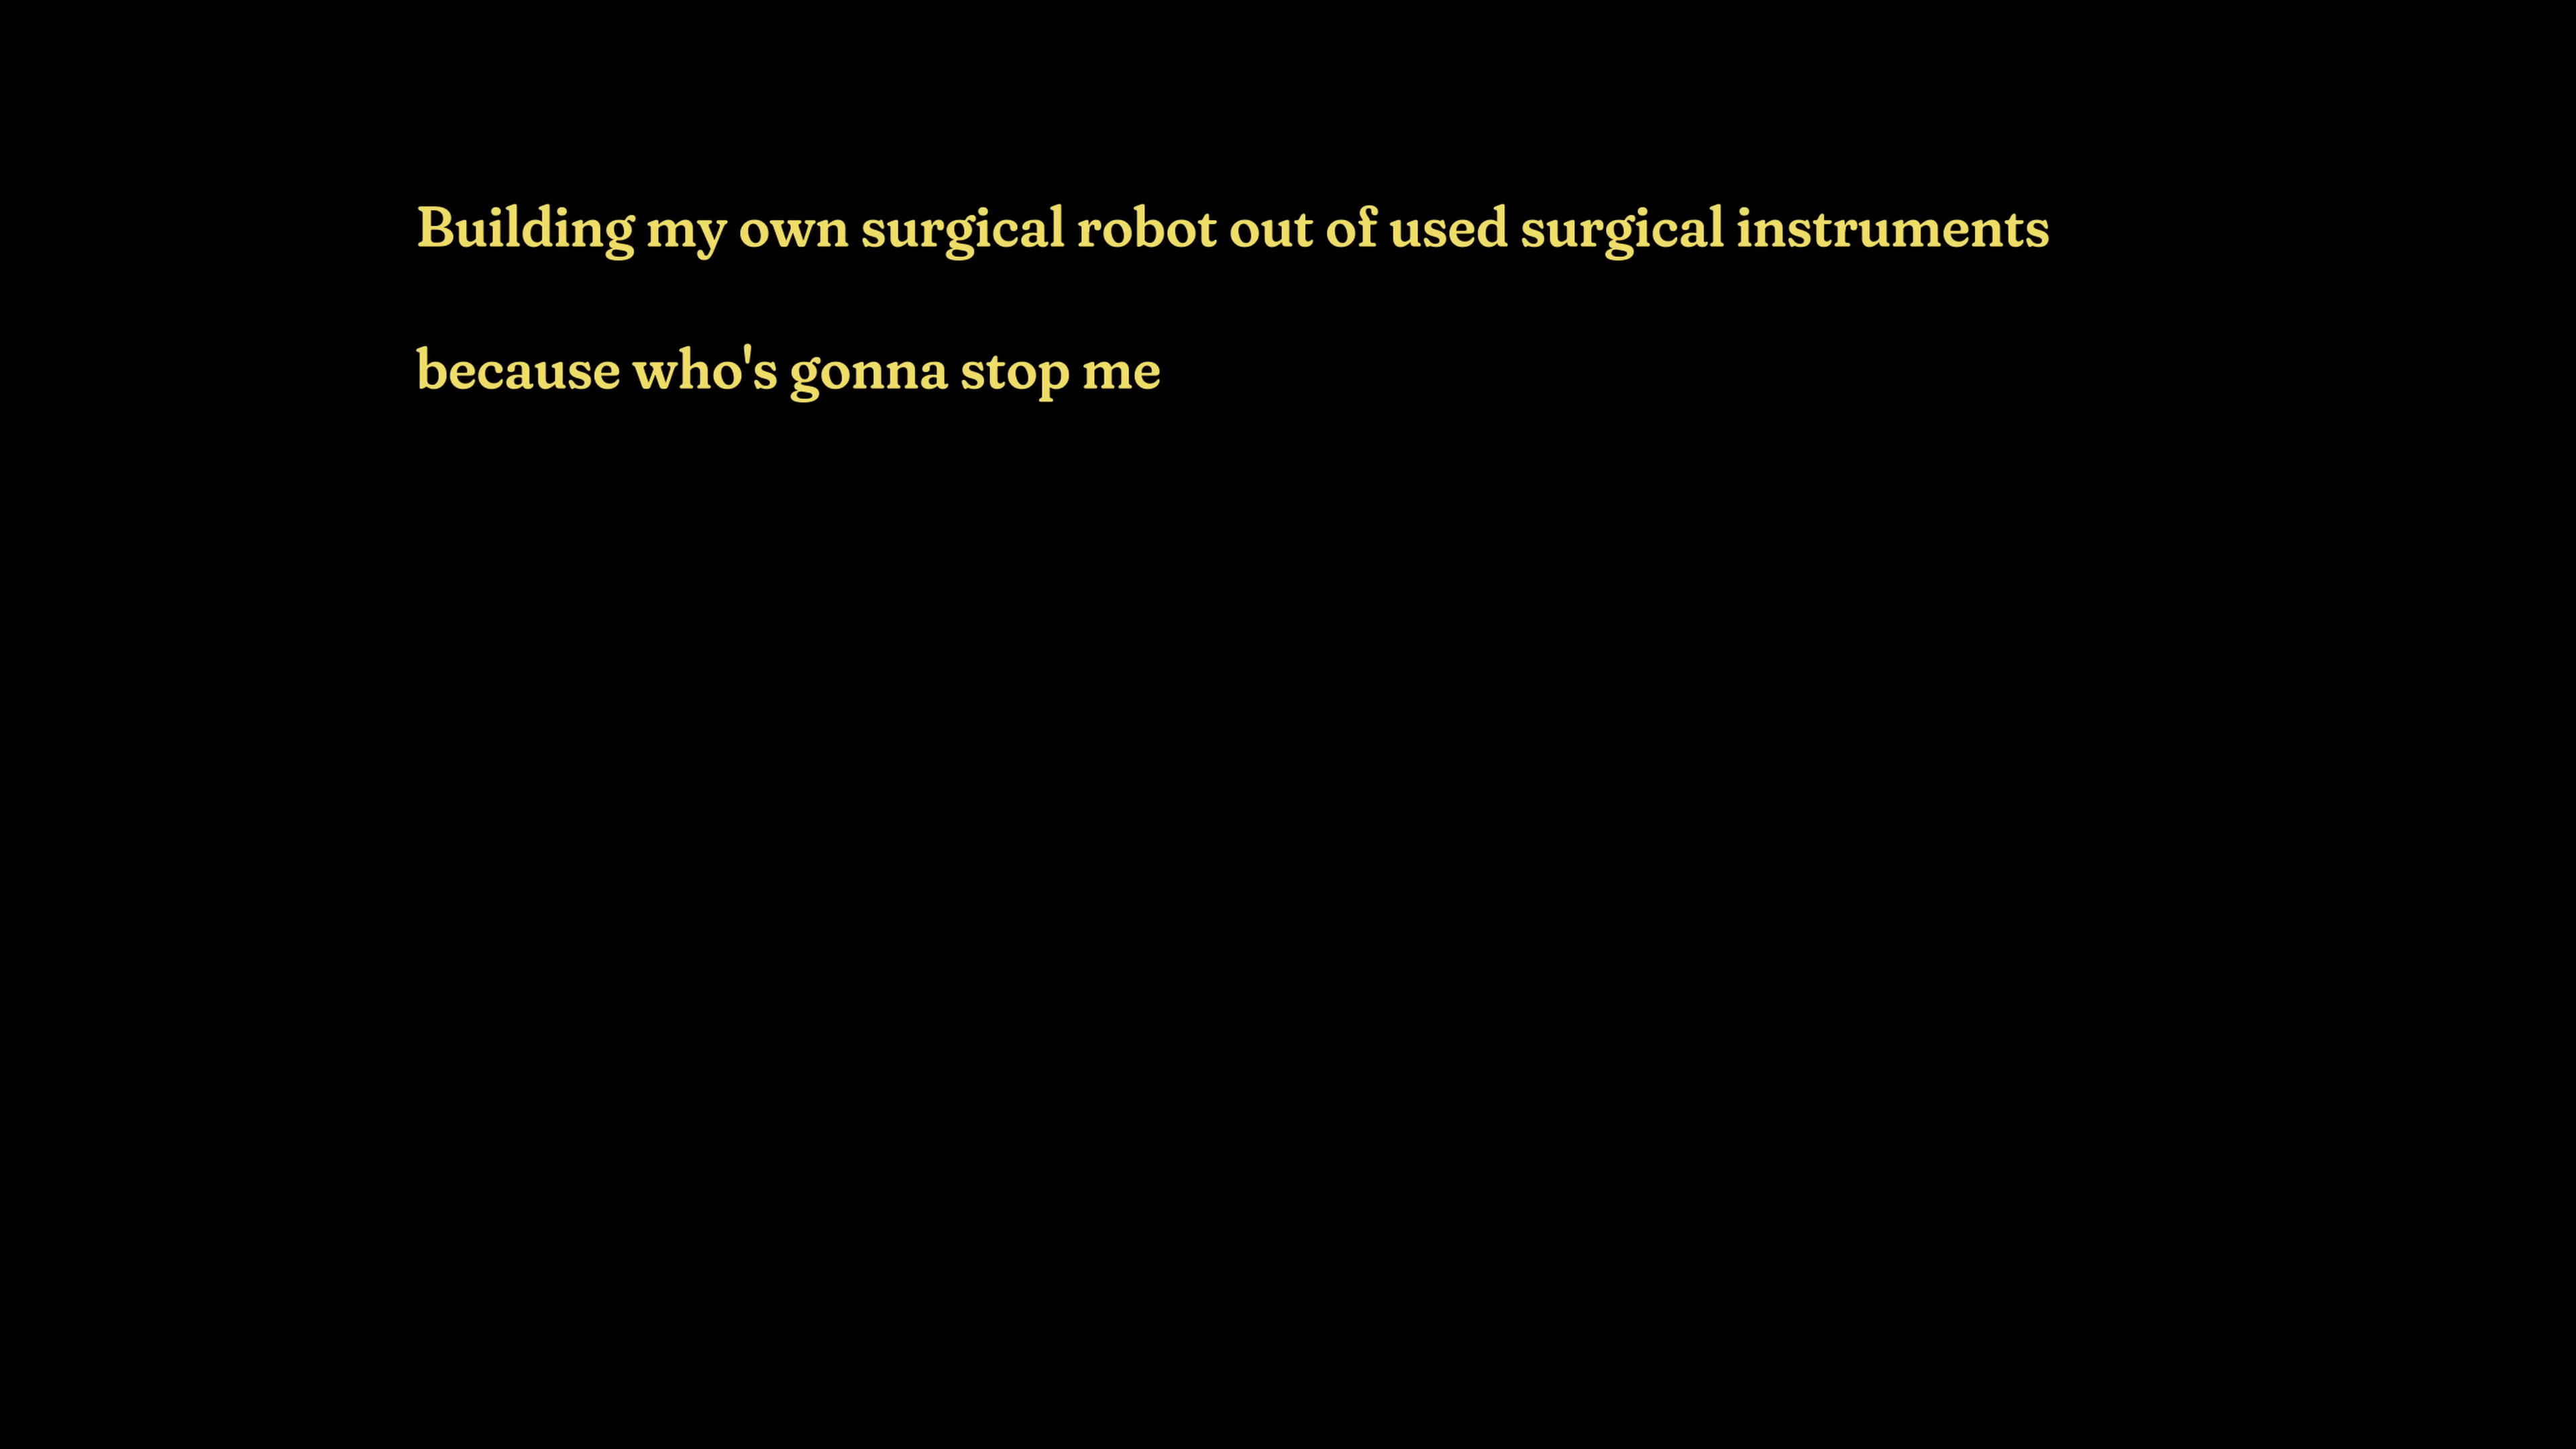 Building my own surgical robot out of used surgical instruments
because who's gonna stop me